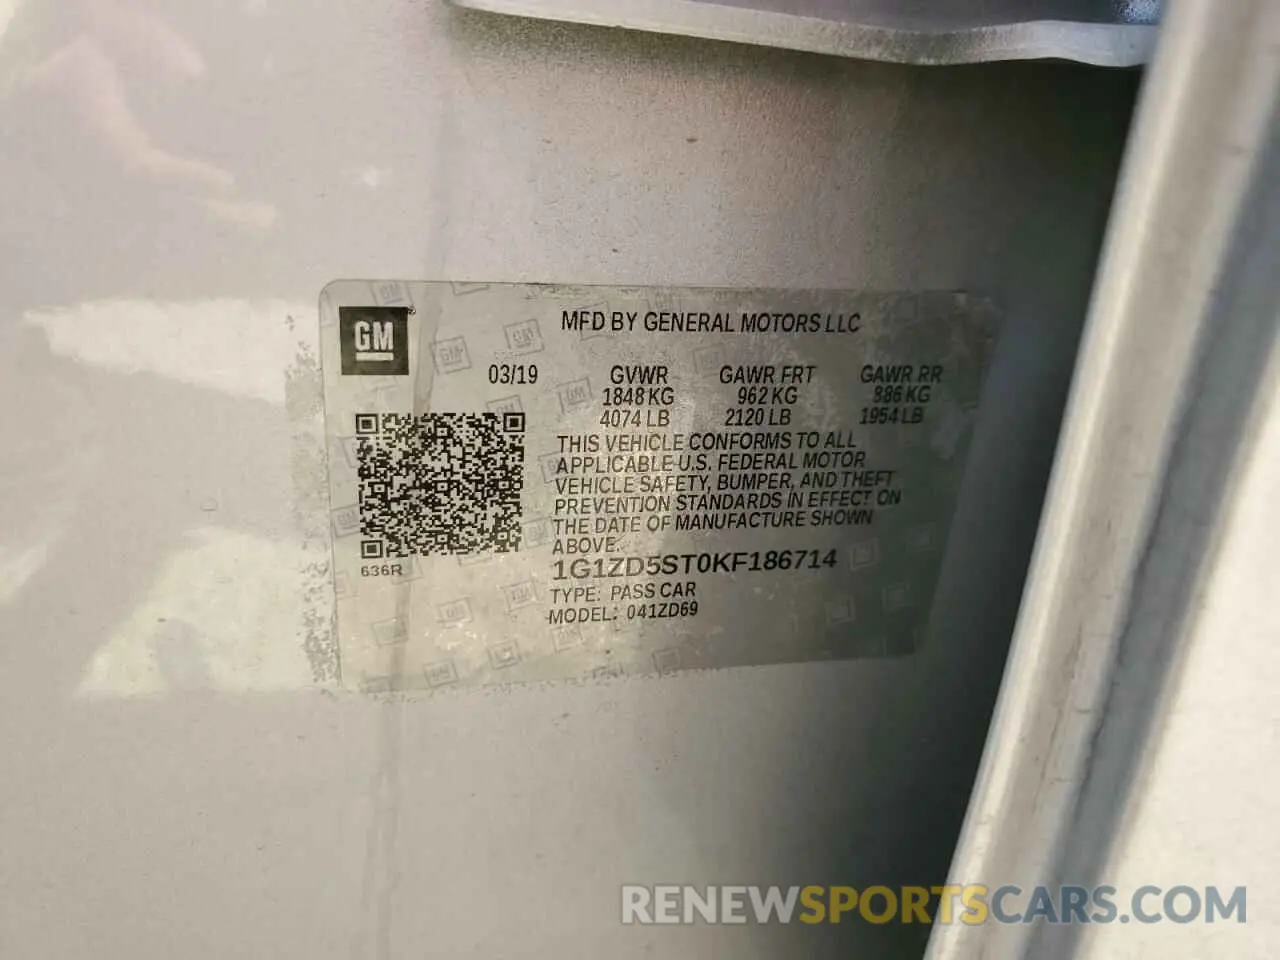 GM
MFD BY GENERAL MOTORS LLC
03/19 GVWR GAWR FRT GAWR RR
1848 KG 962 KG 886 KG
4074 LB 2120 LB 1954 LB
THIS VEHICLE CONFORMS TO ALL
APPLICABLE U.S. FEDERAL MOTOR
VEHICLE SAFETY, BUMPER, AND THEFT
PREVENTION STANDARDS IN EFFECT ON
THE DATE OF MANUFACTURE SHOWN
ABOVE.
636R
1G1ZD5ST0KF186714
TYPE: PASS CAR
MODEL: 041ZD69
RENEWSPORTSCARS.COM